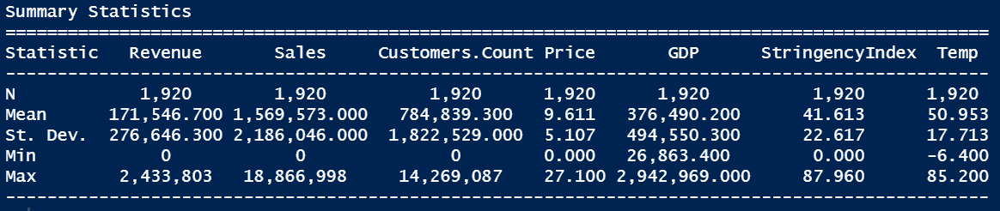 Summary Statistics
==================================================================================================
Statistic Revenue Sales Customers.Count Price GDP StringencyIndex Temp
--------------------------------------------------------------------------------------------------
N 1,920 1,920 1,920 1,920 1,920 1,920 1,920
Mean 171,546.700 1,569,573.000 784,839.300 9.611 376,490.200 41.613 50.953
St. Dev. 276,646.300 2,186,046.000 1,822,529.000 5.107 494,550.300 22.617 17.713
Min 0 0 0 0.000 26,863.400 0.000 -6.400
Max 2,433,803 18,866,998 14,269,087 27.100 2,942,969.000 87.960 85.200
--------------------------------------------------------------------------------------------------